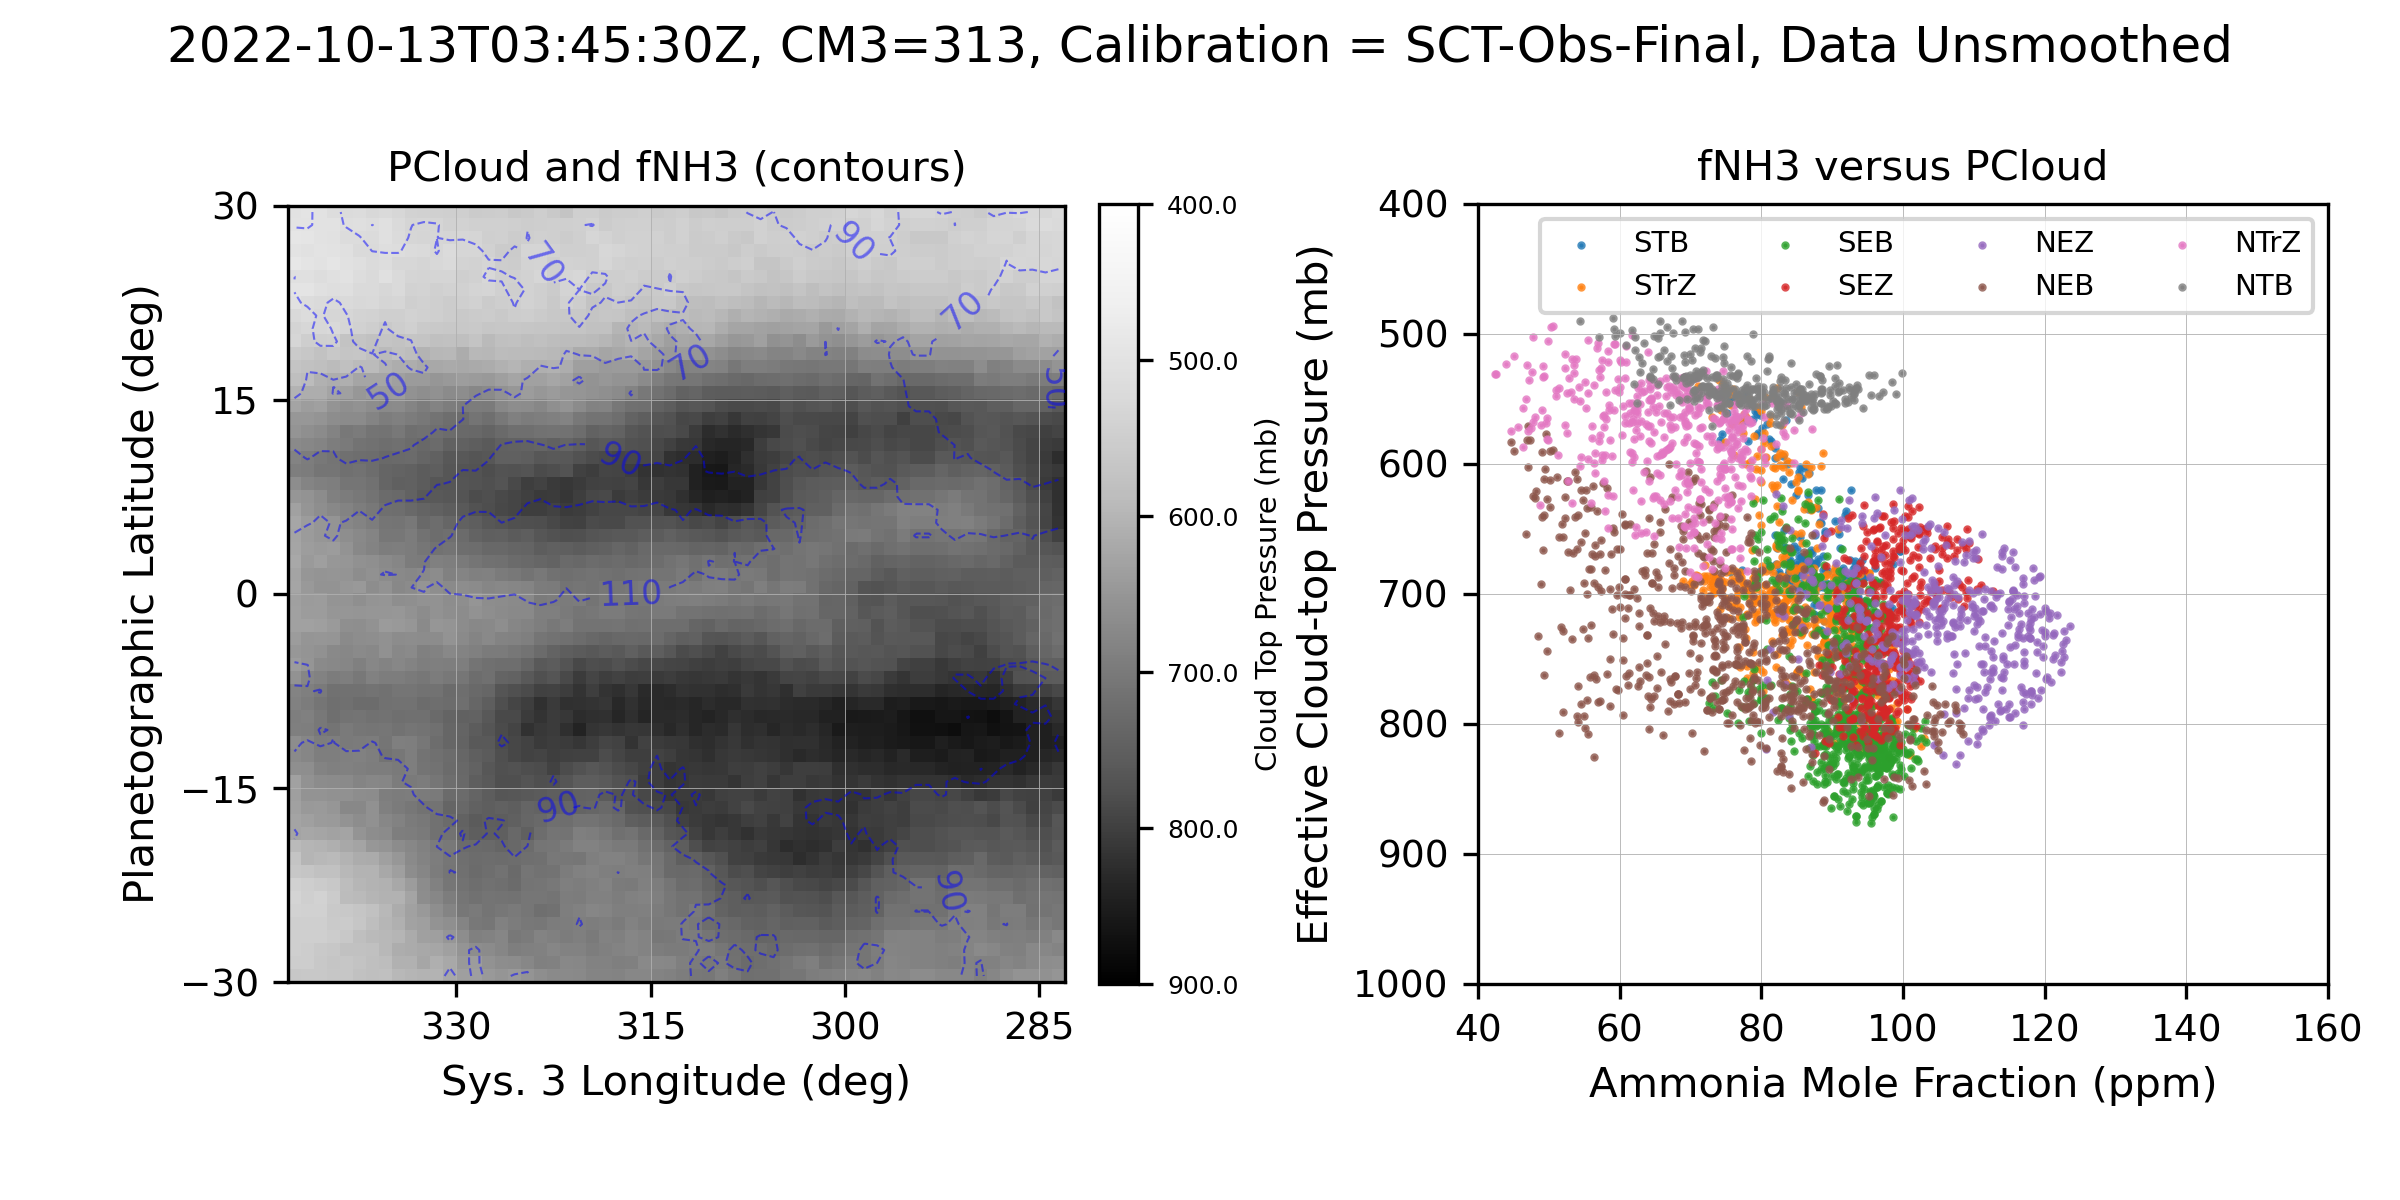 2022-10-13T03:45:30Z, CM3=313, Calibration = SCT-Obs-Final, Data Unsmoothed
PCloud and fNH3 (contours)
Planetographic Latitude (deg)
30
15
0
−15
−30
330
315
300
285
Sys. 3 Longitude (deg)
90
70
70
70
50
50
90
110
90
90
400.0
500.0
600.0
700.0
800.0
900.0
Cloud Top Pressure (mb)
fNH3 versus PCloud
Effective Cloud-top Pressure (mb)
400
500
600
700
800
900
1000
STB
SEB
NEZ
NTrZ
STrZ
SEZ
NEB
NTB
40
60
80
100
120
140
160
Ammonia Mole Fraction (ppm)